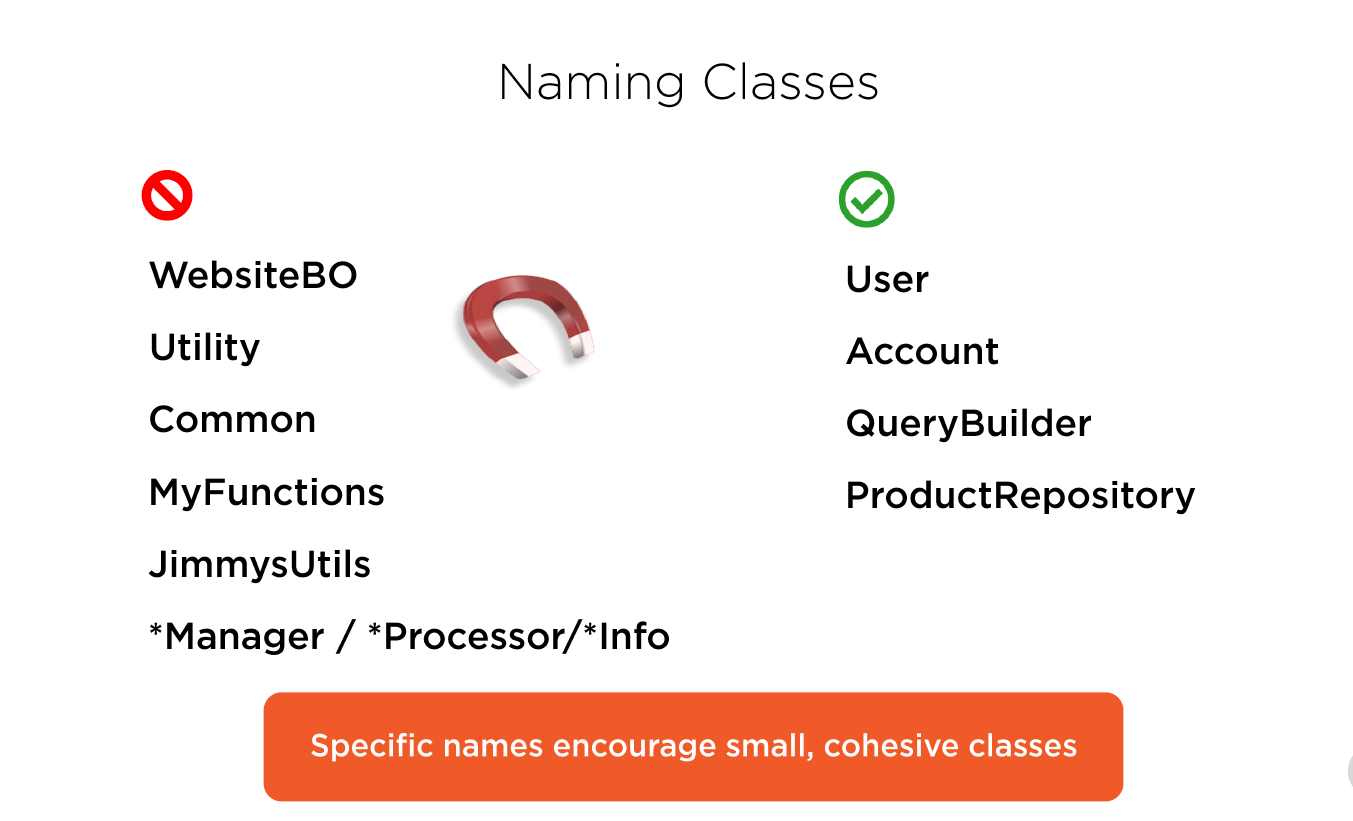 Naming Classes
WebsiteBO
Utility
Common
MyFunctions
JimmysUtils
*Manager / *Processor/*Info
User
Account
QueryBuilder
ProductRepository
Specific names encourage small, cohesive classes